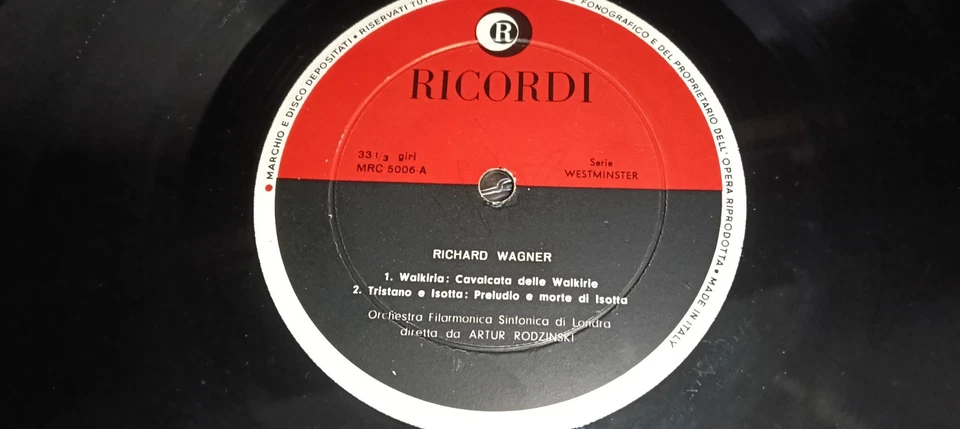 • MARCHIO E DISCO DEPOSITATI • RISERVATI TUT
FONOGRAFICO E DEL PROPRIETARIO DELL' OPERA RIPRODOTTA • MADE IN ITALY
R
RICORDI
33 1/3 giri
MRC 5006-A
Serie
WESTMINSTER
RICHARD WAGNER
1. Walkiria: Cavalcata delle Walkirie
2. Tristano e Isotta: Preludio e morte di Isotta
Orchestra Filarmonica Sinfonica di Londra
diretta da ARTUR RODZINSKI